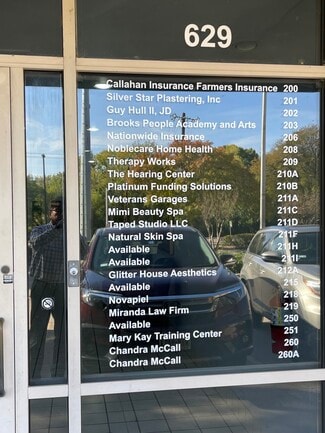 629
Callahan Insurance Farmers Insurance 200
Silver Star Plastering, Inc 201
Guy Hull II, JD 202
Brooks People Academy and Arts 203
Nationwide Insurance 206
Noblecare Home Health 208
Therapy Works 209
The Hearing Center 210A
Platinum Funding Solutions 210B
Veterans Garages 211A
Mimi Beauty Spa 211C
Taped Studio LLC 211D
Natural Skin Spa 211F
Available 211H
Available 211I
Glitter House Aesthetics 212A
Available 215
Novapiel 218
Miranda Law Firm 219
Available 250
Mary Kay Training Center 251
Chandra McCall 260
Chandra McCall 260A